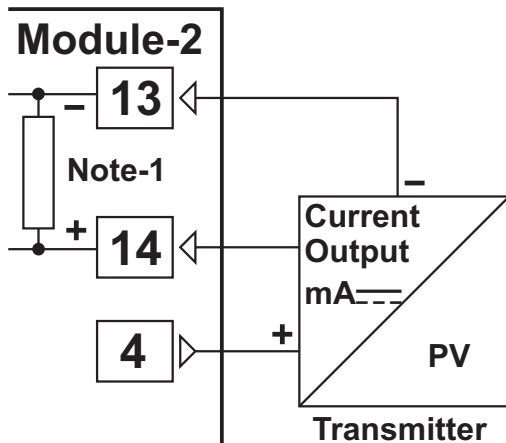 Module-2
13
−
Note-1
+
14
4
−
Current
Output
mA
+
PV
Transmitter